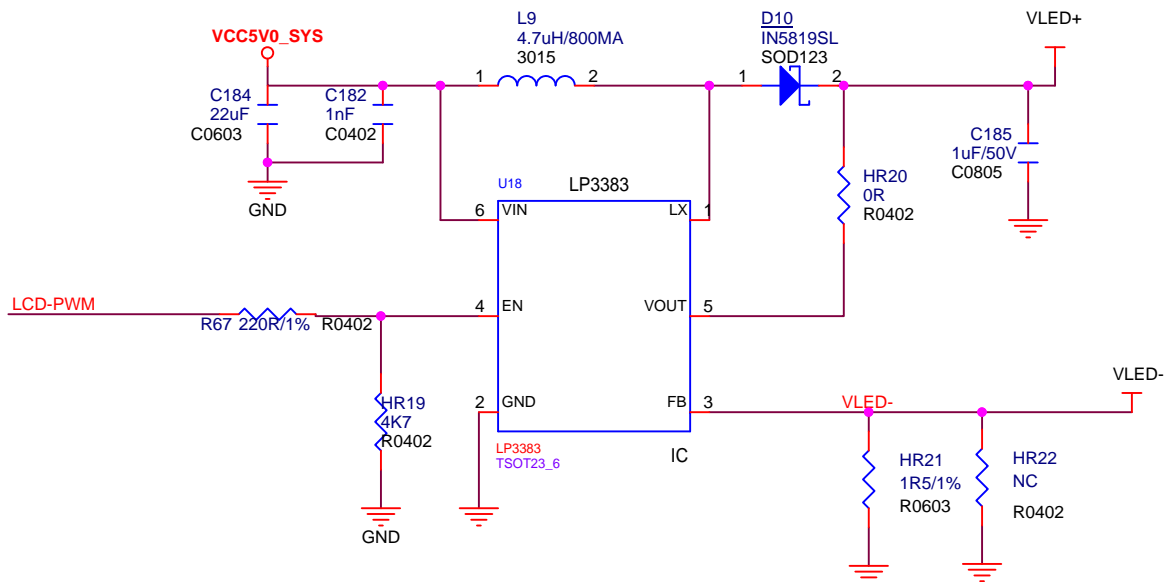 VCC5V0_SYS
L9
4.7uH/800MA
3015
D10
IN5819SL
SOD123
VLED+
1
2
1
2
C184
22uF
C0603
C182
1nF
C0402
GND
C185
1uF/50V
C0805
HR20
0R
R0402
U18
LP3383
6
VIN
LX
1
LCD-PWM
R67
220R/1%
R0402
4
EN
VOUT
5
HR19
4K7
R0402
GND
2
GND
FB
3
LP3383
TSOT23_6
IC
VLED-
VLED-
HR21
1R5/1%
R0603
HR22
NC
R0402